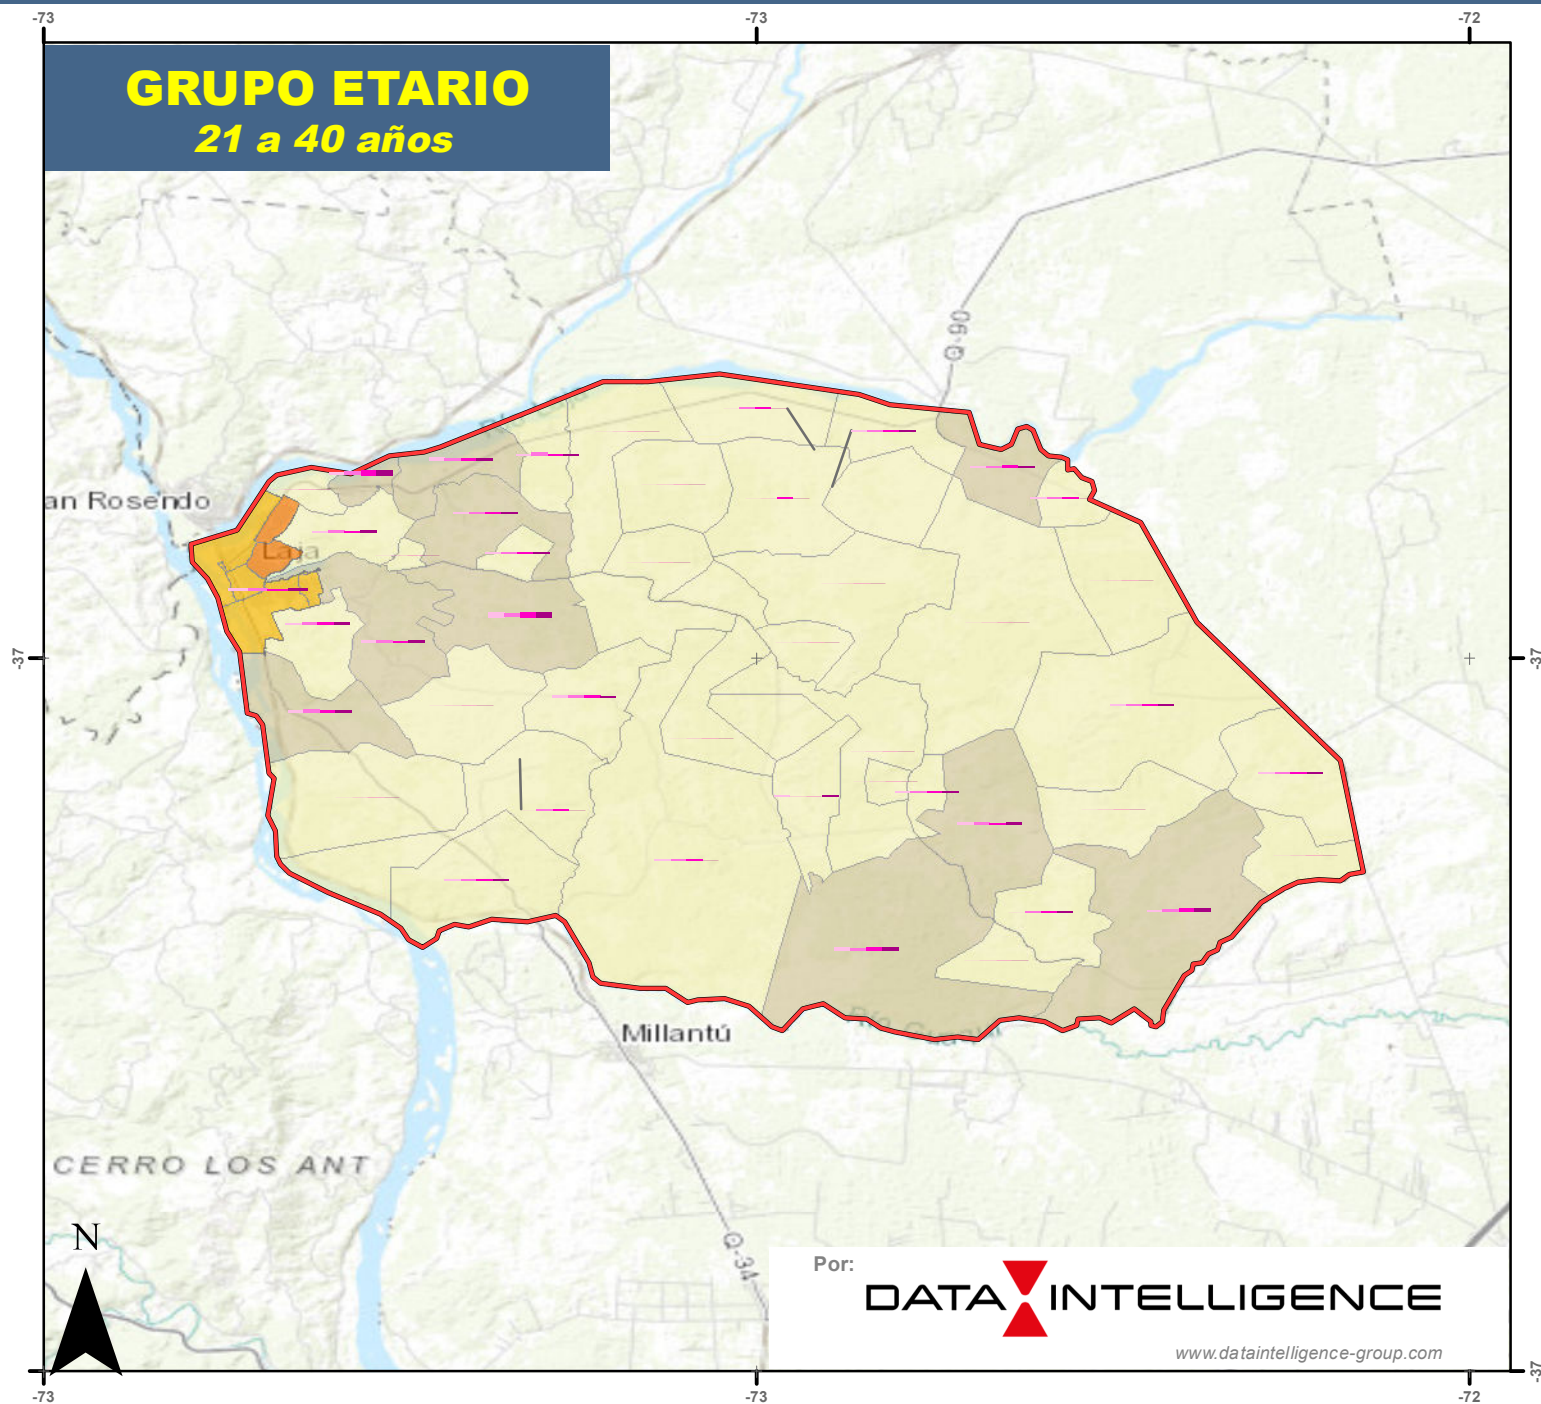 -73
-73
-72
GRUPO ETARIO
21 a 40 años
Q-90
an Rosendo
Laja
-37
-37
Millantú
CERRO LOS ANT
Q-34
N
Por:
DATA INTELLIGENCE
www.dataintelligence-group.com
-37
-73
-73
-72